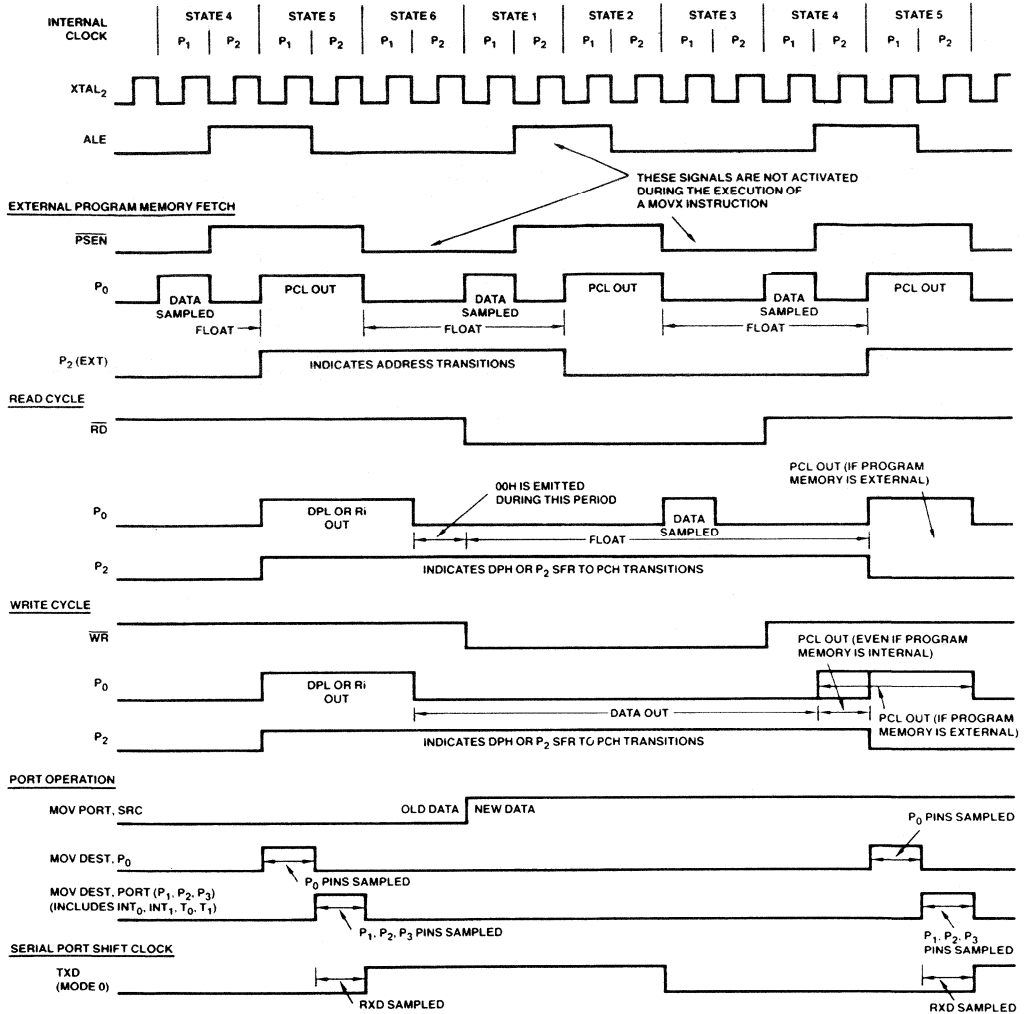 INTERNAL CLOCK
STATE 4 STATE 5 STATE 6 STATE 1 STATE 2 STATE 3 STATE 4 STATE 5
P1 P2 P1 P2 P1 P2 P1 P2 P1 P2 P1 P2 P1 P2 P1 P2
XTAL2
ALE
THESE SIGNALS ARE NOT ACTIVATED
DURING THE EXECUTION OF
A MOVX INSTRUCTION
EXTERNAL PROGRAM MEMORY FETCH
PSEN
P0
DATA SAMPLED
PCL OUT
DATA SAMPLED
PCL OUT
DATA SAMPLED
PCL OUT
FLOAT
FLOAT
FLOAT
P2 (EXT)
INDICATES ADDRESS TRANSITIONS
READ CYCLE
RD
00H IS EMITTED
DURING THIS PERIOD
PCL OUT (IF PROGRAM
MEMORY IS EXTERNAL)
P0
DPL OR Ri
OUT
DATA
SAMPLED
FLOAT
P2
INDICATES DPH OR P2 SFR TO PCH TRANSITIONS
WRITE CYCLE
WR
PCL OUT (EVEN IF PROGRAM
MEMORY IS INTERNAL)
P0
DPL OR Ri
OUT
DATA OUT
PCL OUT (IF PROGRAM
MEMORY IS EXTERNAL)
P2
INDICATES DPH OR P2 SFR TO PCH TRANSITIONS
PORT OPERATION
MOV PORT, SRC
OLD DATA NEW DATA
P0 PINS SAMPLED
MOV DEST, P0
P0 PINS SAMPLED
MOV DEST, PORT (P1, P2, P3)
(INCLUDES INT0, INT1, T0, T1)
P1, P2, P3 PINS SAMPLED
P1, P2, P3
PINS SAMPLED
SERIAL PORT SHIFT CLOCK
TXD
(MODE 0)
RXD SAMPLED
RXD SAMPLED